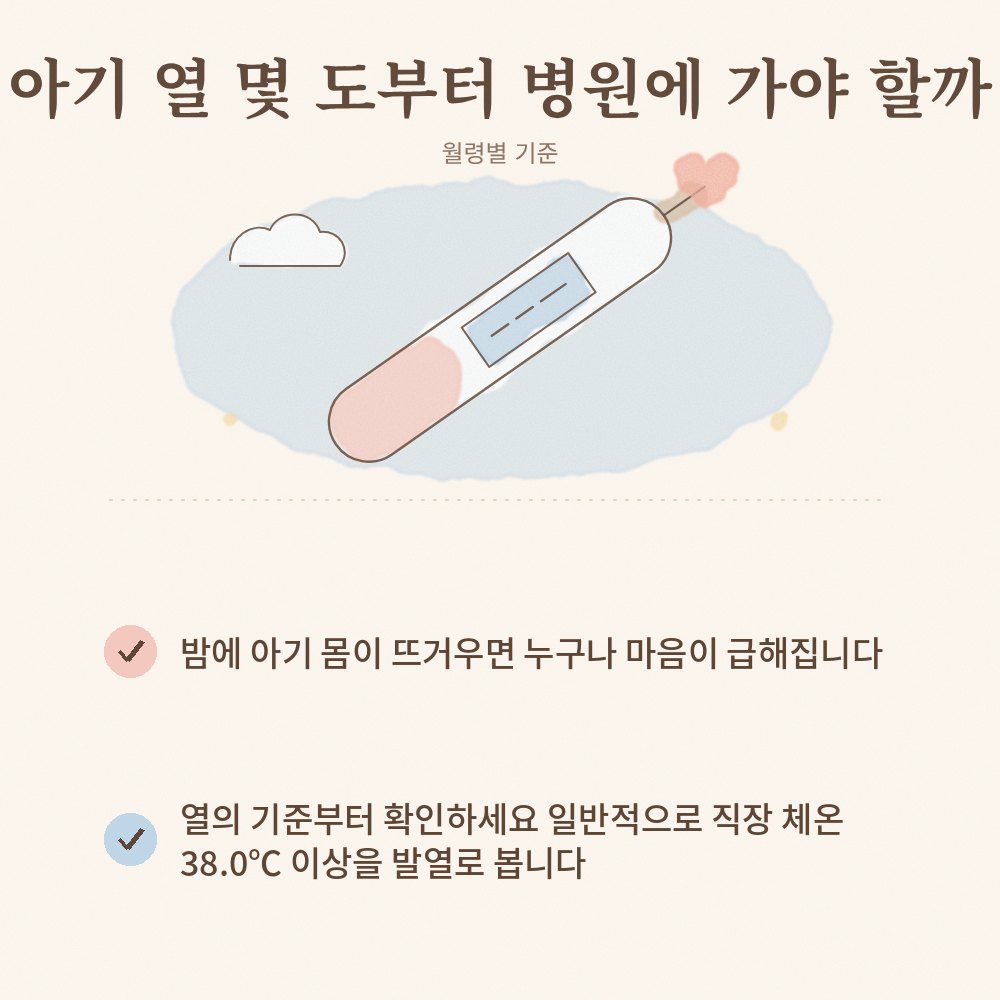 아기 열 몇 도부터 병원에 가야 할까
월령별 기준
밤에 아기 몸이 뜨거우면 누구나 마음이 급해집니다
열의 기준부터 확인하세요 일반적으로 직장 체온
38.0℃ 이상을 발열로 봅니다